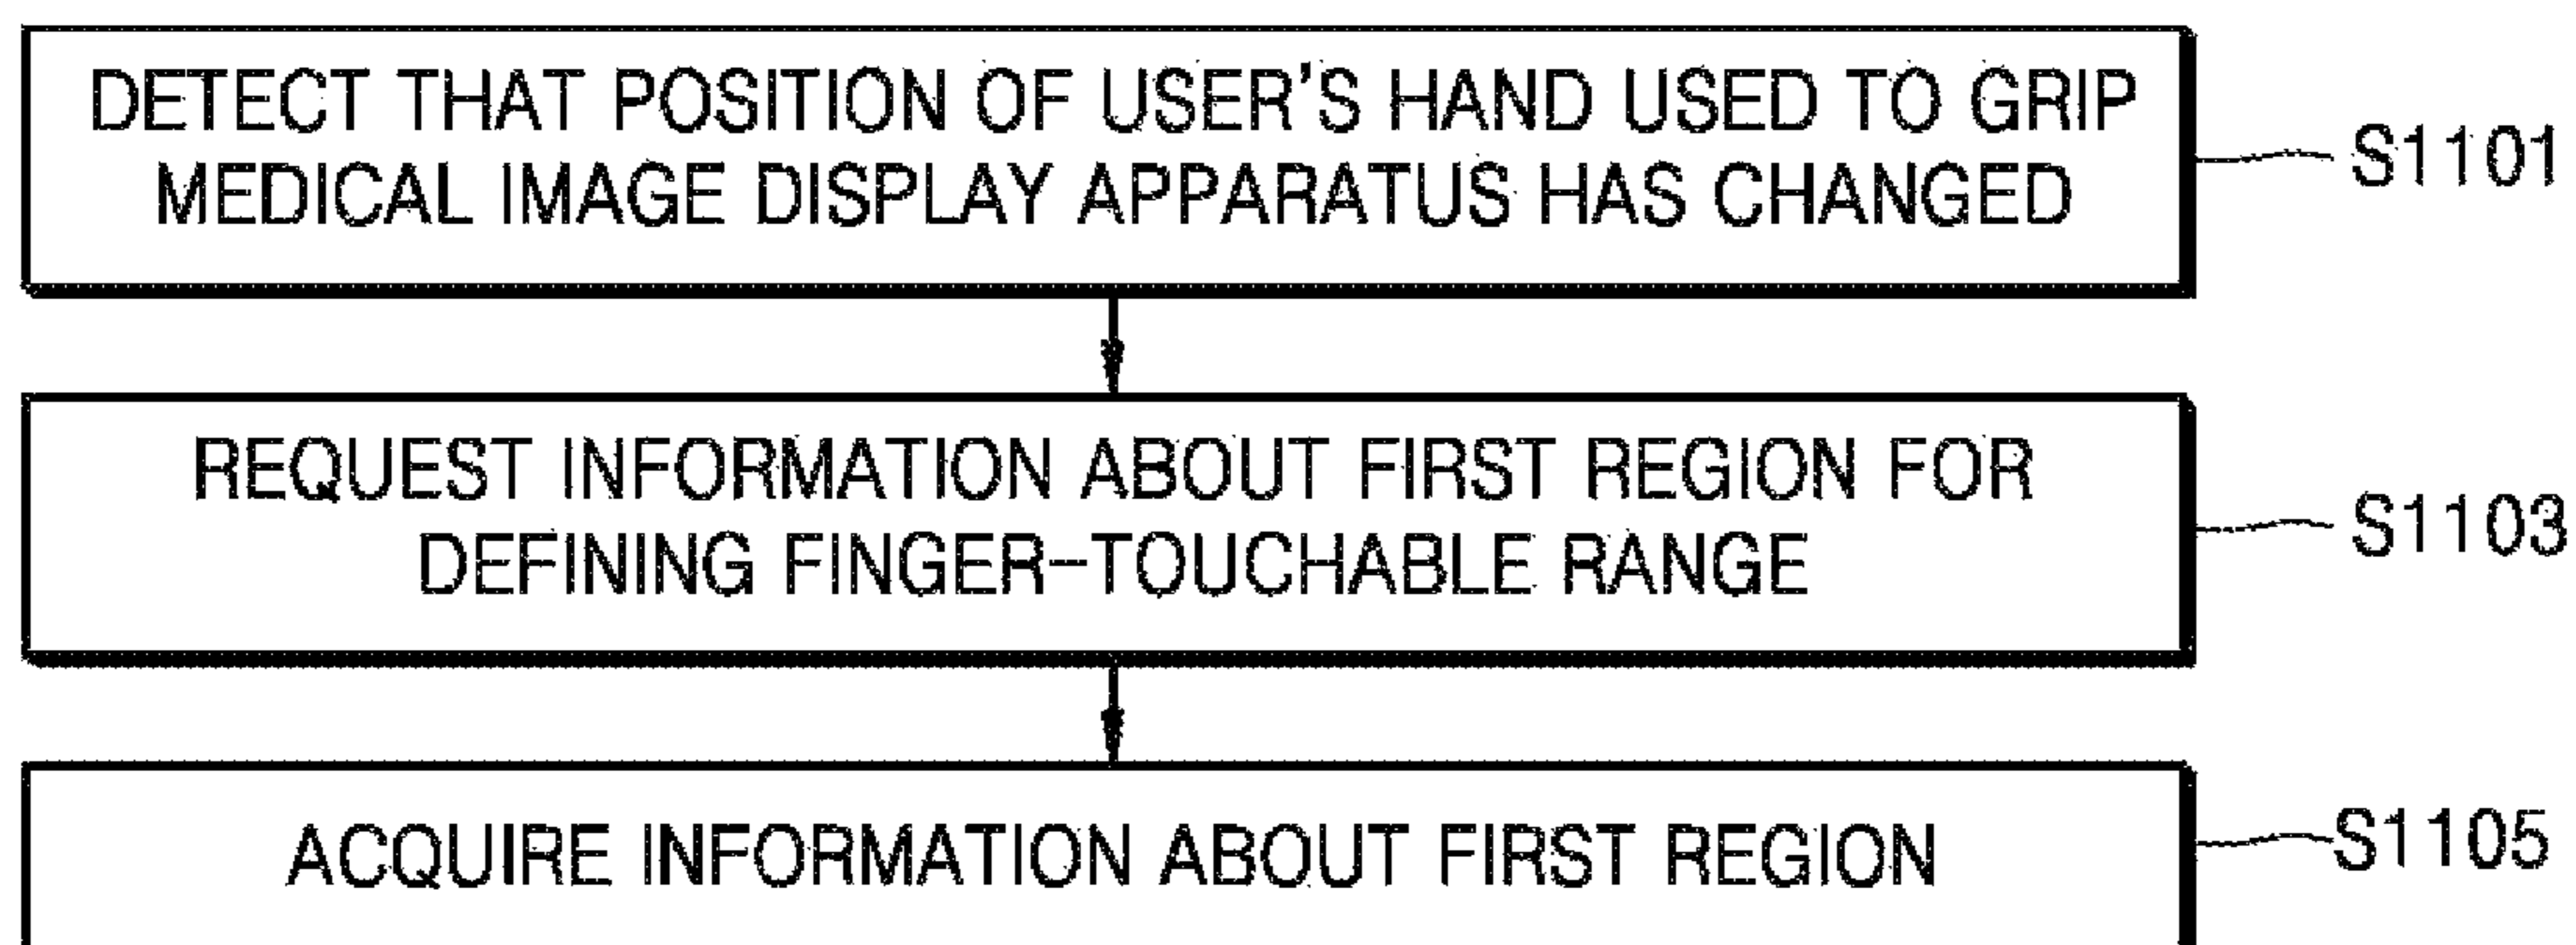 DETECT THAT POSITION OF USER'S HAND USED TO GRIP
MEDICAL IMAGE DISPLAY APPARATUS HAS CHANGED
S1101
REQUEST INFORMATION ABOUT FIRST REGION FOR
DEFINING FINGER-TOUCHABLE RANGE
S1103
ACQUIRE INFORMATION ABOUT FIRST REGION
S1105